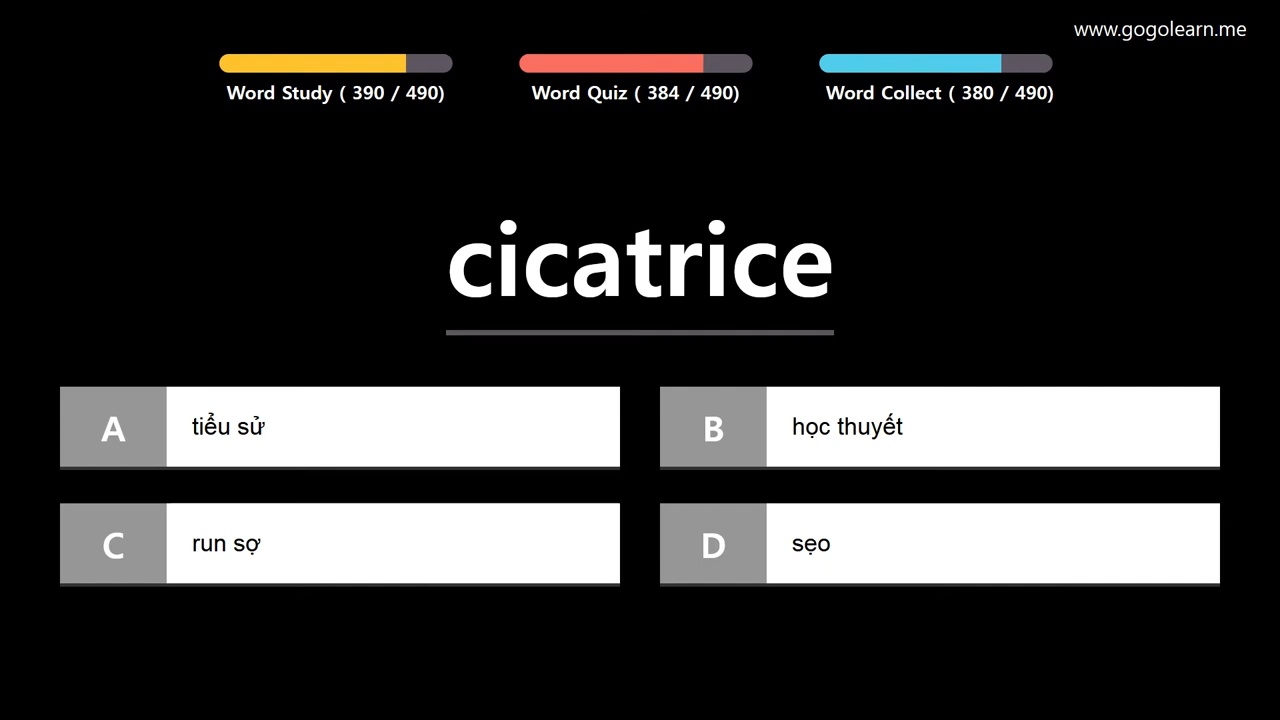 www.gogolearn.me
Word Study ( 390 / 490)
Word Quiz ( 384 / 490)
Word Collect ( 380 / 490)
cicatrice
A tiểu sử
B học thuyết
C run sợ
D sẹo